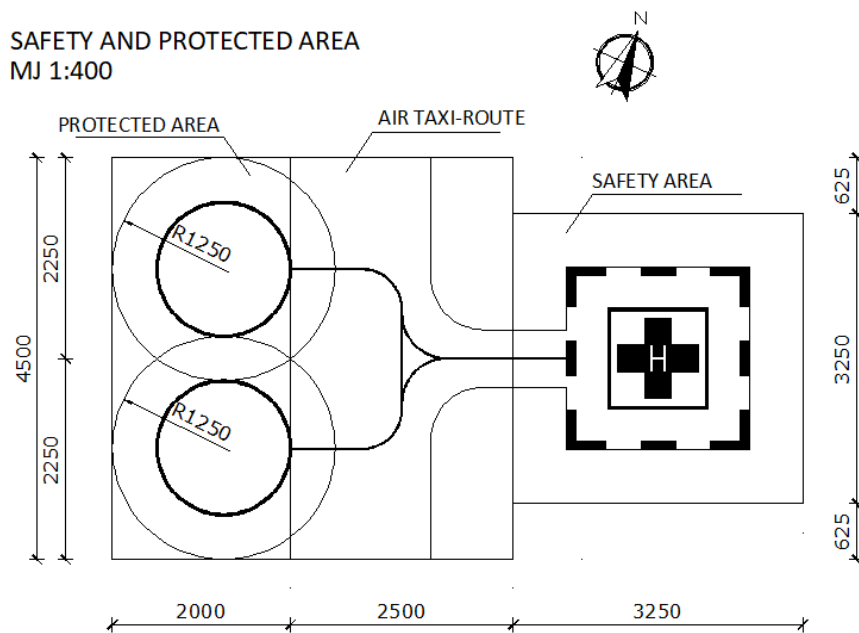 SAFETY AND PROTECTED AREA
MJ 1:400
N
PROTECTED AREA
AIR TAXI-ROUTE
SAFETY AREA
R1250
R1250
H
4500
2250
2250
625
3250
625
2000
2500
3250